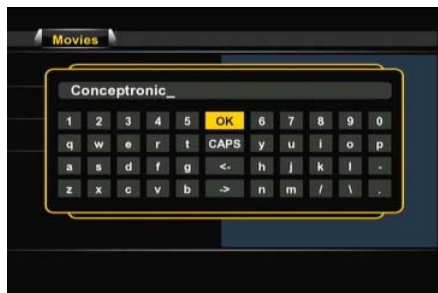 Movies
Conceptronic_
1 2 3 4 5 OK 6 7 8 9 0
q w e r t CAPS y u i o p
a s d f g <- h j k l -
z x c v b -> n m / \ .